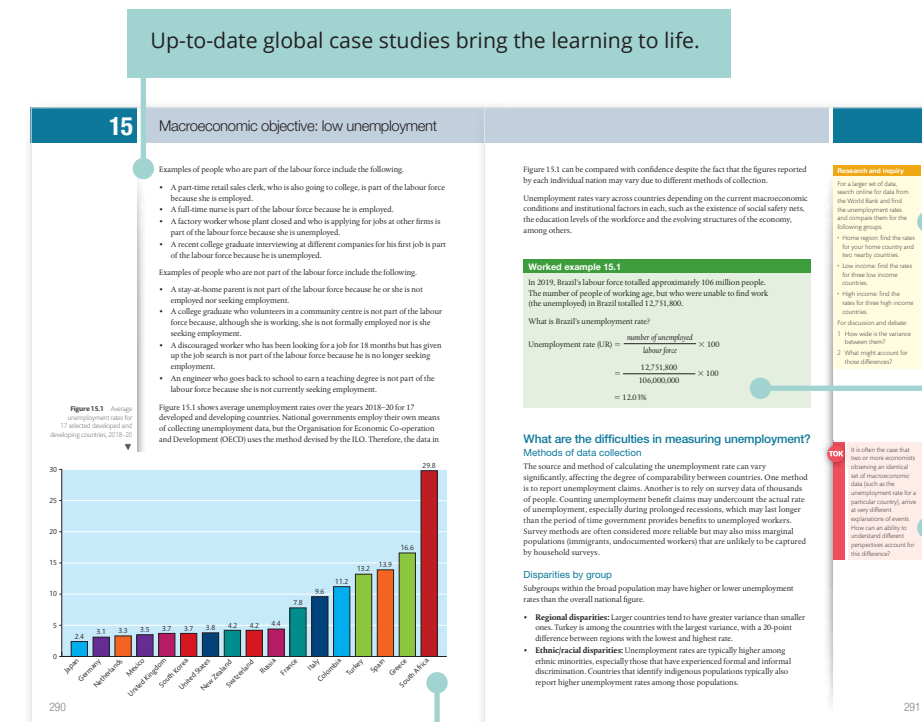 Up-to-date global case studies bring the learning to life.
15
Macroeconomic objective: low unemployment
Examples of people who are part of the labour force include the following.
• A part-time retail sales clerk, who is also going to college, is part of the labour force
because she is employed.
• A full-time nurse is part of the labour force because he is employed.
• A factory worker whose plant closed and who is applying for jobs at other firms is
part of the labour force because she is unemployed.
• A recent college graduate interviewing at different companies for his first job is part
of the labour force because he is unemployed.
Examples of people who are not part of the labour force include the following.
• A stay-at-home parent is not part of the labour force because he or she is not
employed nor seeking employment.
• A college graduate who volunteers in a community centre is not part of the labour
force because, although she is working, she is not formally employed nor is she
seeking employment.
• A discouraged worker who has been looking for a job for 18 months but has given
up the job search is not part of the labour force because he is no longer seeking
employment.
• An engineer who goes back to school to earn a teaching degree is not part of the
labour force because she is not currently seeking employment.
Figure 15.1 shows average unemployment rates over the years 2018–20 for 17
developed and developing countries. National governments employ their own means
of collecting unemployment data, but the Organisation for Economic Co-operation
and Development (OECD) uses the method devised by the ILO. Therefore, the data in
Figure 15.1 Average
unemployment rates for
17 selected developed and
developing countries, 2018–20
30
25
20
15
10
5
0
2.4
3.1
3.3
3.5
3.7
3.7
3.8
4.2
4.2
4.4
7.8
9.6
11.2
13.2
13.9
16.6
29.8
Japan
Germany
Netherlands
Mexico
United Kingdom
South Korea
United States
New Zealand
Switzerland
Russia
France
Italy
Colombia
Turkey
Spain
Greece
South Africa
290
Figure 15.1 can be compared with confidence despite the fact that the figures reported
by each individual nation may vary due to different methods of collection.
Unemployment rates vary across countries depending on the current macroeconomic
conditions and institutional factors in each, such as the existence of social safety nets,
the education levels of the workforce and the evolving structures of the economy,
among others.
Worked example 15.1
In 2019, Brazil's labour force totalled approximately 106 million people.
The number of people of working age, but who were unable to find work
(the unemployed) in Brazil totalled 12,751,800.
What is Brazil's unemployment rate?
Unemployment rate (UR) = number of unemployed / labour force × 100
= 12,751,800 / 106,000,000 × 100
= 12.03%
What are the difficulties in measuring unemployment?
Methods of data collection
The source and method of calculating the unemployment rate can vary
significantly, affecting the degree of comparability between countries. One method
is to report unemployment claims. Another is to rely on survey data of thousands
of people. Counting unemployment benefit claims may undercount the actual rate
of unemployment, especially during prolonged recessions, which may last longer
than the period of time government provides benefits to unemployed workers.
Survey methods are often considered more reliable but may also miss marginal
populations (immigrants, undocumented workers) that are unlikely to be captured
by household surveys.
Disparities by group
Subgroups within the broad population may have higher or lower unemployment
rates than the overall national figure.
• Regional disparities: Larger countries tend to have greater variance than smaller
ones. Turkey is among the countries with the largest variance, with a 20-point
difference between regions with the lowest and highest rate.
• Ethnic/racial disparities: Unemployment rates are typically higher among
ethnic minorities, especially those that have experienced formal and informal
discrimination. Countries that identify indigenous populations typically also
report higher unemployment rates among those populations.
Research and inquiry
For a larger set of data,
search online for data from
the World Bank and find
the unemployment rates
and compare them for the
following groups.
• Home region: find the rates
for your home country and
two nearby countries.
• Low income: find the rates
for three low income
countries.
• High income: find the
rates for three high income
countries.
For discussion and debate:
1 How wide is the variance
between them?
2 What might account for
those differences?
TOK
It is often the case that
two or more economists
observing an identical
set of macroeconomic
data (such as the
unemployment rate for a
particular country), arrive
at very different
explanations of events.
How can an ability to
understand different
perspectives account for
this difference?
291